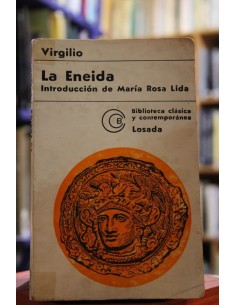 Virgilio
La Eneida
Introducción de María Rosa Lida
B
Biblioteca clásica
y contemporánea
Losada